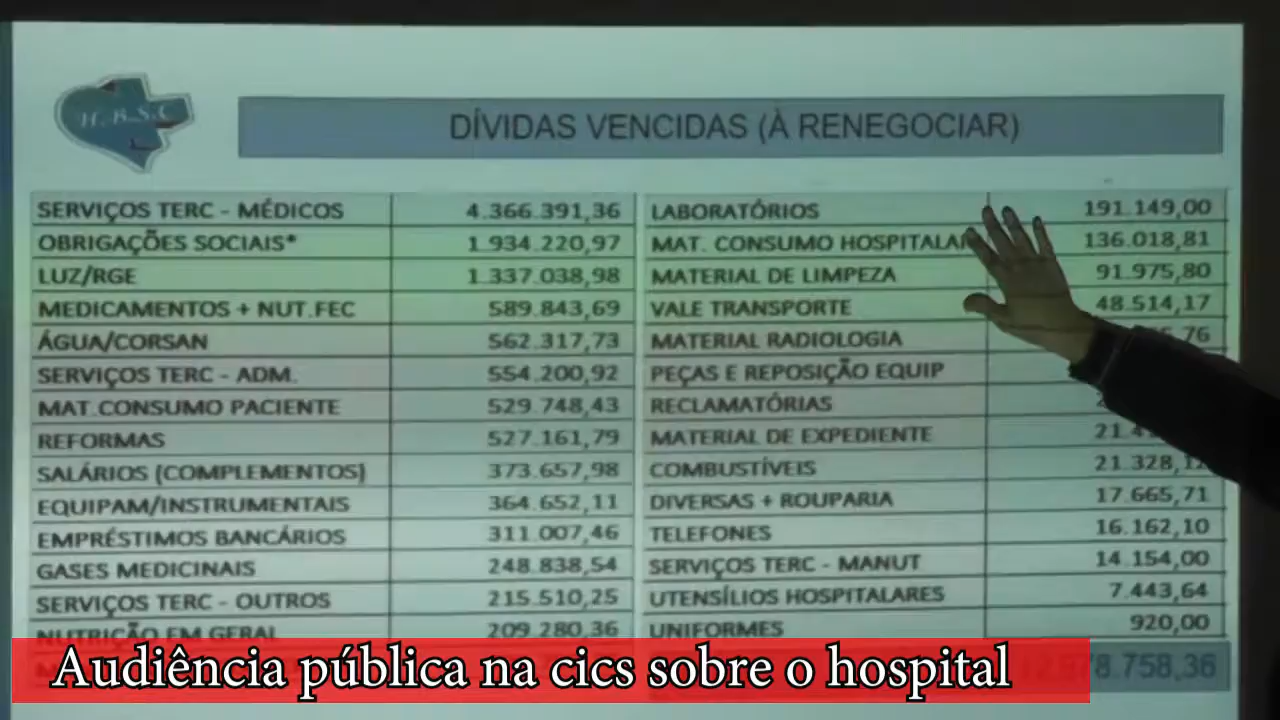 H.B.S.C
DÍVIDAS VENCIDAS (À RENEGOCIAR)
SERVIÇOS TERC - MÉDICOS 4.366.391,36 LABORATÓRIOS 191.149,00
OBRIGAÇÕES SOCIAIS* 1.934.220,97 MAT. CONSUMO HOSPITALAR 136.018,81
LUZ/RGE 1.337.038,98 MATERIAL DE LIMPEZA 91.975,80
MEDICAMENTOS + NUT.FEC 589.843,69 VALE TRANSPORTE 48.514,17
ÁGUA/CORSAN 562.317,73 MATERIAL RADIOLOGIA
SERVIÇOS TERC - ADM. 554.200,92 PEÇAS E REPOSIÇÃO EQUIP
MAT.CONSUMO PACIENTE 529.748,43 RECLAMATÓRIAS
REFORMAS 527.161,79 MATERIAL DE EXPEDIENTE
SALÁRIOS (COMPLEMENTOS) 373.657,98 COMBUSTÍVEIS 21.328,12
EQUIPAM/INSTRUMENTAIS 364.652,11 DIVERSAS + ROUPARIA 17.665,71
EMPRÉSTIMOS BANCÁRIOS 311.007,46 TELEFONES 16.162,10
GASES MEDICINAIS 248.838,54 SERVIÇOS TERC - MANUT 14.154,00
SERVIÇOS TERC - OUTROS 215.510,25 UTENSÍLIOS HOSPITALARES 7.443,64
NUTRIÇÃO EM GERAL 209.280,36 UNIFORMES 920,00
Audiência pública na cics sobre o hospital